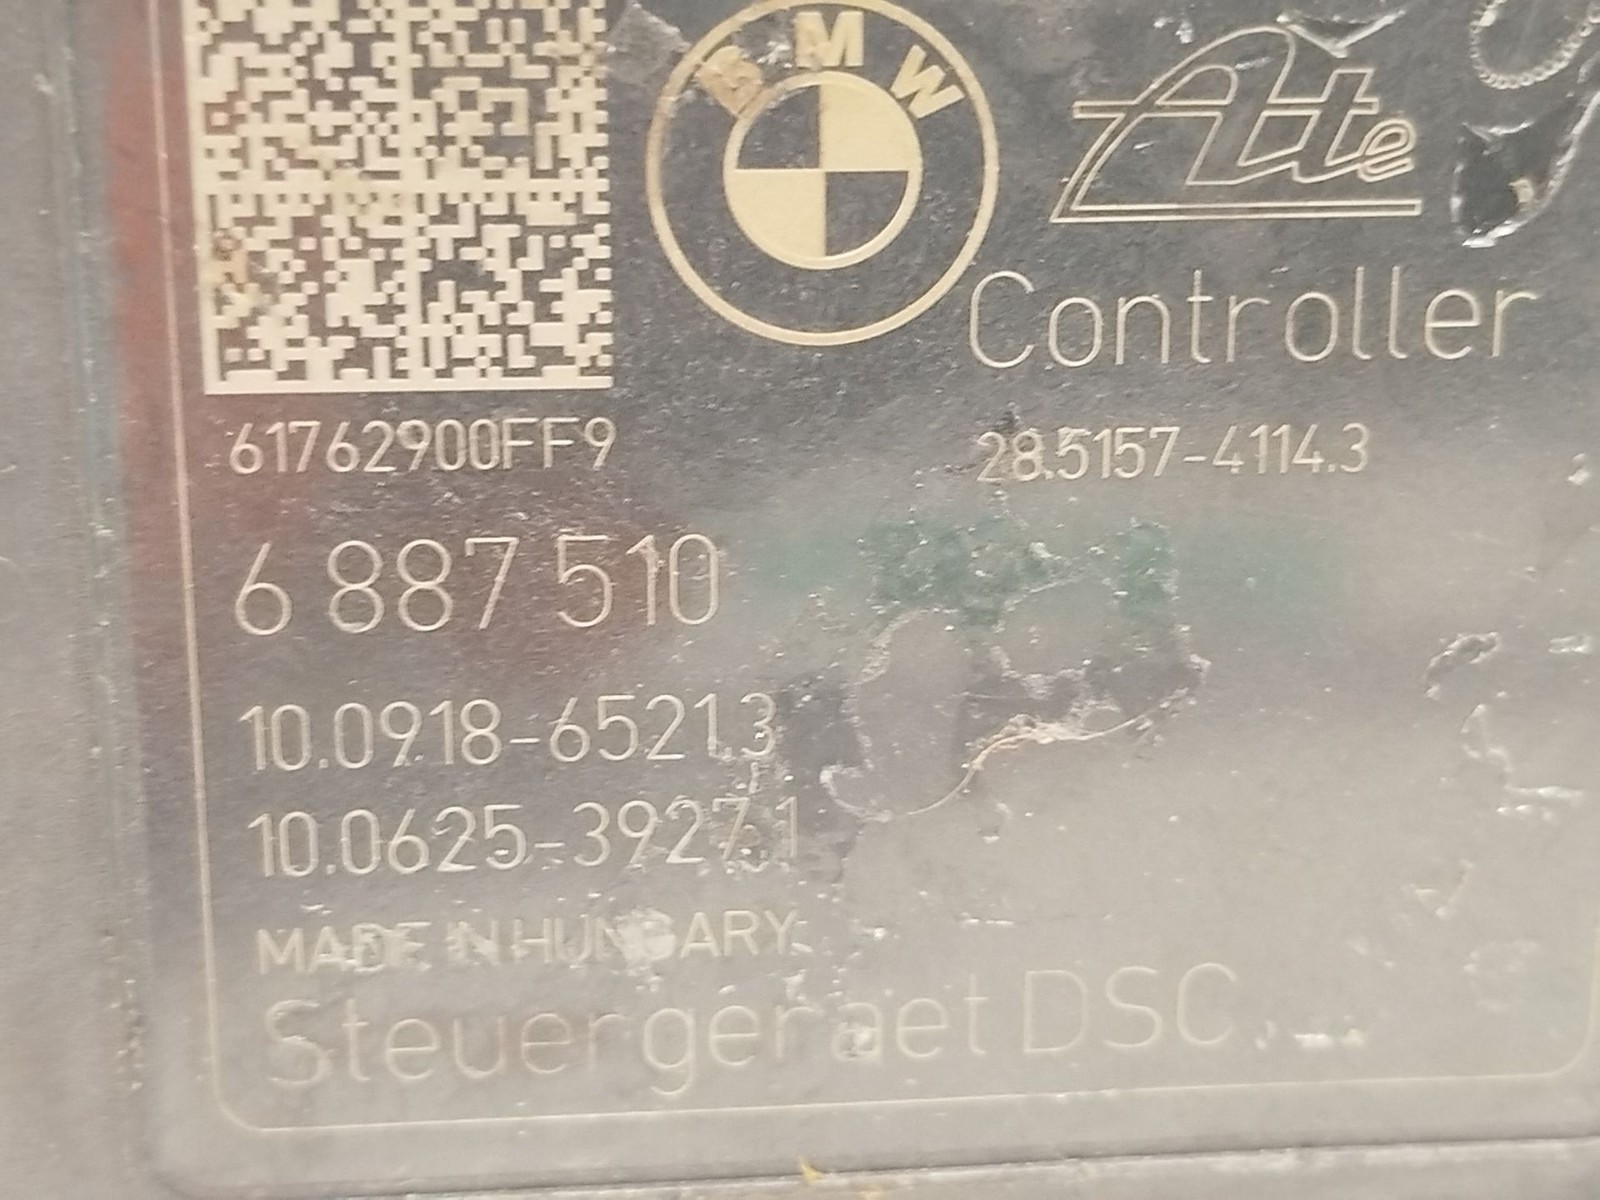 BMW
Ate
Controller
61762900FF9
28.5157-4114.3
6 887 510
10.0918-6521.3
10.0625-3927.1
MADE IN HUNGARY
Steuergeraet DSC